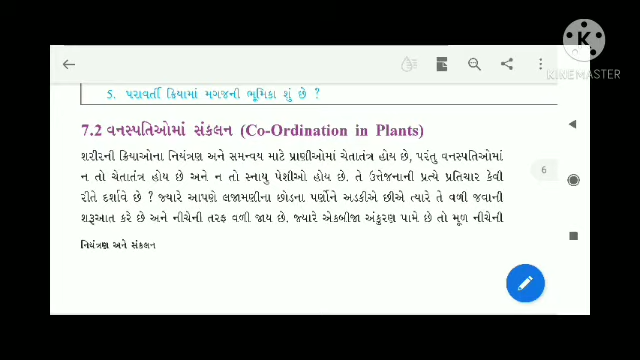 KINEMASTER
5. પરાવર્તી ક્રિયામાં મગજની ભૂમિકા શું છે ?
7.2 વનસ્પતિઓમાં સંકલન (Co-Ordination in Plants)
શરીરની ક્રિયાઓના નિયંત્રણ અને સમન્વય માટે પ્રાણીઓમાં ચેતાતંત્ર હોય છે, પરંતુ વનસ્પતિઓમાં
ન તો ચેતાતંત્ર હોય છે અને ન તો સ્નાયુ પેશીઓ હોય છે. તે ઉત્તેજનાની પ્રત્યે પ્રતિચાર કેવી
રીતે દર્શાવે છે ? જ્યારે આપણે લજામણીના છોડના પર્ણોને અડકીએ છીએ ત્યારે તે વળી જવાની
શરૂઆત કરે છે અને નીચેની તરફ વળી જાય છે. જ્યારે એકબીજા અંકુરણ પામે છે તો મૂળ નીચેની
નિયંત્રણ અને સંકલન
6